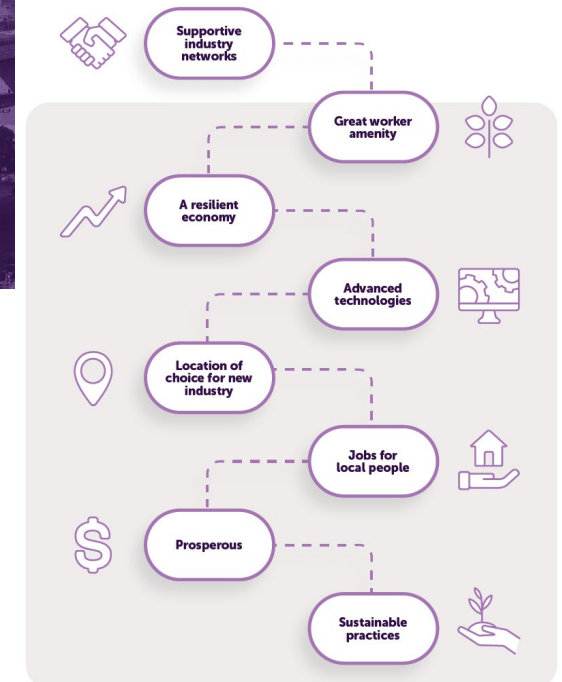 Supportive
industry
networks
Great worker
amenity
A resilient
economy
Advanced
technologies
Location of
choice for new
industry
Jobs for
local people
Prosperous
Sustainable
practices